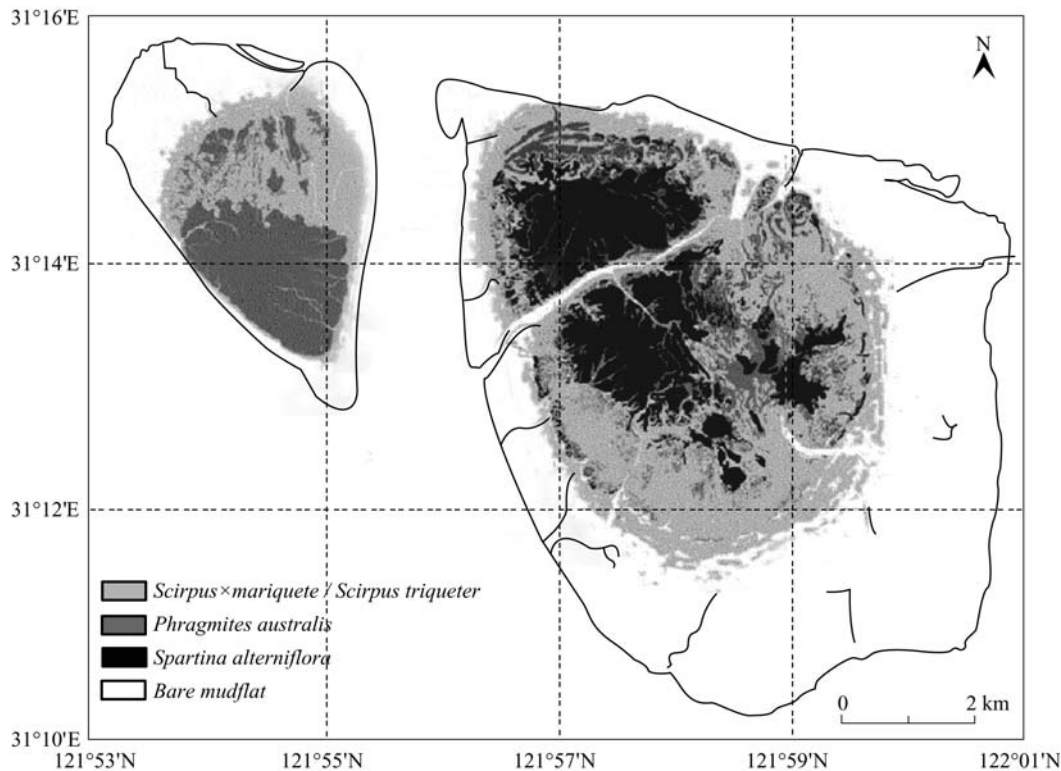 31°16'E
N
31°14'E
31°12'E
Scirpus×mariquete / Scirpus triqueter
Phragmites australis
Spartina alterniflora
Bare mudflat
0 2 km
31°10'E
121°53'N 121°55'N 121°57'N 121°59'N 122°01'N